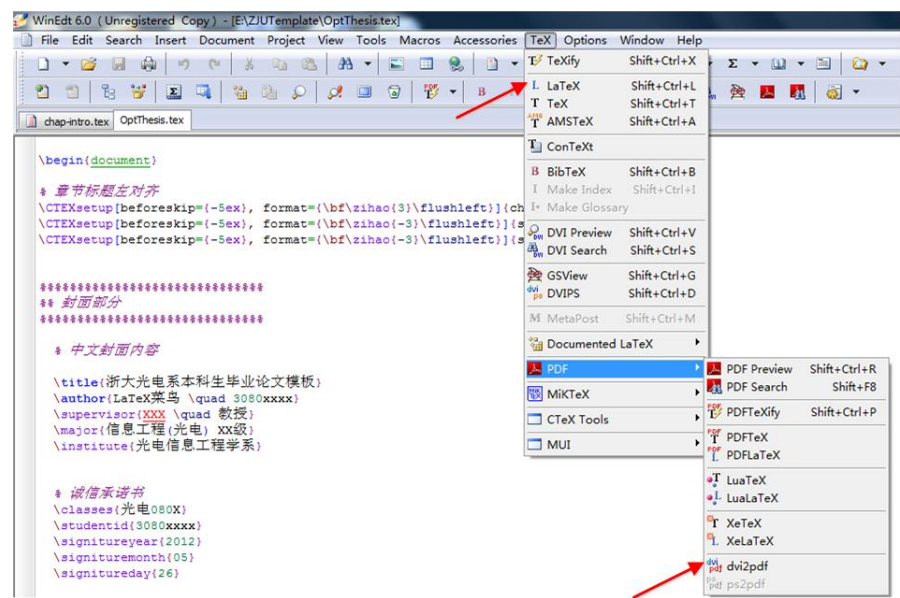 WinEdt 6.0 (Unregistered Copy) - [E:\ZJUTemplate\OptThesis.tex]
File Edit Search Insert Document Project View Tools Macros Accessories TeX Options Window Help
chap-intro.tex OptThesis.tex
\begin{document}
% 章节标题左对齐
\CTEXsetup[beforeskip={-5ex}, format={\bf\zihao{3}\flushleft}]{ch
\CTEXsetup[beforeskip={-5ex}, format={\bf\zihao{-3}\flushleft}]{s
\CTEXsetup[beforeskip={-5ex}, format={\bf\zihao{-3}\flushleft}]{s
%%%%%%%%%%%%%%%%%%%%%%%%%%%%%%
%% 封面部分
%%%%%%%%%%%%%%%%%%%%%%%%%%%%%%
% 中文封面内容
\title{浙大光电系本科生毕业论文模板}
\author{LaTeX菜鸟 \quad 3080xxxx}
\supervisor{XXX \quad 教授}
\major{信息工程(光电) XX级}
\institute{光电信息工程学系}
% 诚信承诺书
\classes{光电080X}
\studentid{3080xxxx}
\signitureyear{2012}
\signituremonth{05}
\signitureday{26}
TeXify Shift+Ctrl+X
LaTeX Shift+Ctrl+L
TeX Shift+Ctrl+T
AMSTeX Shift+Ctrl+A
ConTeXt
BibTeX Shift+Ctrl+B
Make Index Shift+Ctrl+I
Make Glossary
DVI Preview Shift+Ctrl+V
DVI Search Shift+Ctrl+S
GSView Shift+Ctrl+G
DVIPS Shift+Ctrl+D
MetaPost Shift+Ctrl+M
Documented LaTeX
PDF
MiKTeX
CTeX Tools
MUI
PDF Preview Shift+Ctrl+R
PDF Search Shift+F8
PDFTeXify Shift+Ctrl+P
PDFTeX
PDFLaTeX
LuaTeX
LuaLaTeX
XeTeX
XeLaTeX
dvi2pdf
ps2pdf